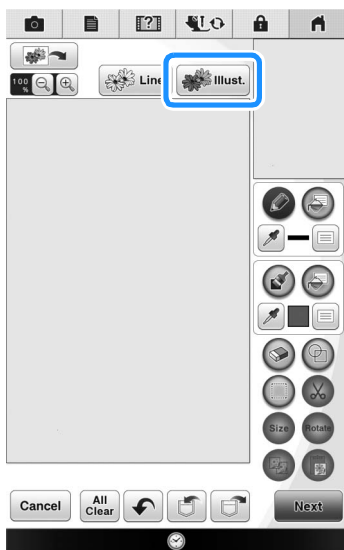 ?
100
%
Line
Illust.
Size
Rotate
Cancel
All
Clear
Next